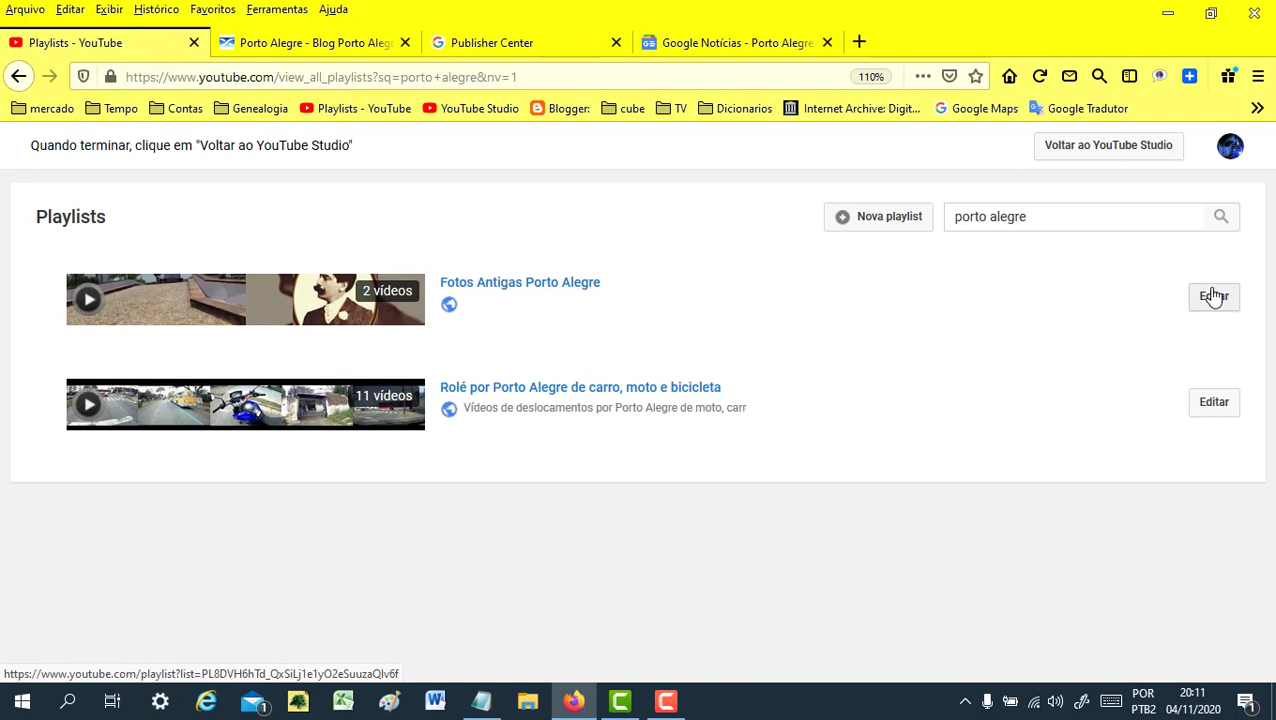 Arquivo Editar Exibir Histórico Favoritos Ferramentas Ajuda
Playlists - YouTube Porto Alegre - Blog Porto Aleg Publisher Center Google Notícias - Porto Alegre
https://www.youtube.com/view_all_playlists?sq=porto+alegre&nv=1 110%
mercado Tempo Contas Genealogia Playlists - YouTube YouTube Studio Blogger: cube TV Dicionarios Internet Archive: Digit... Google Maps Google Tradutor
Quando terminar, clique em "Voltar ao YouTube Studio" Voltar ao YouTube Studio
Playlists Nova playlist porto alegre
2 vídeos Fotos Antigas Porto Alegre Editar
11 vídeos Rolé por Porto Alegre de carro, moto e bicicleta
Vídeos de deslocamentos por Porto Alegre de moto, carr Editar
https://www.youtube.com/playlist?list=PL8DVH6hTd_QxSiLj1e1yO2eSuuzaQlv6f
1 POR 20:11
PTB2 04/11/2020 1